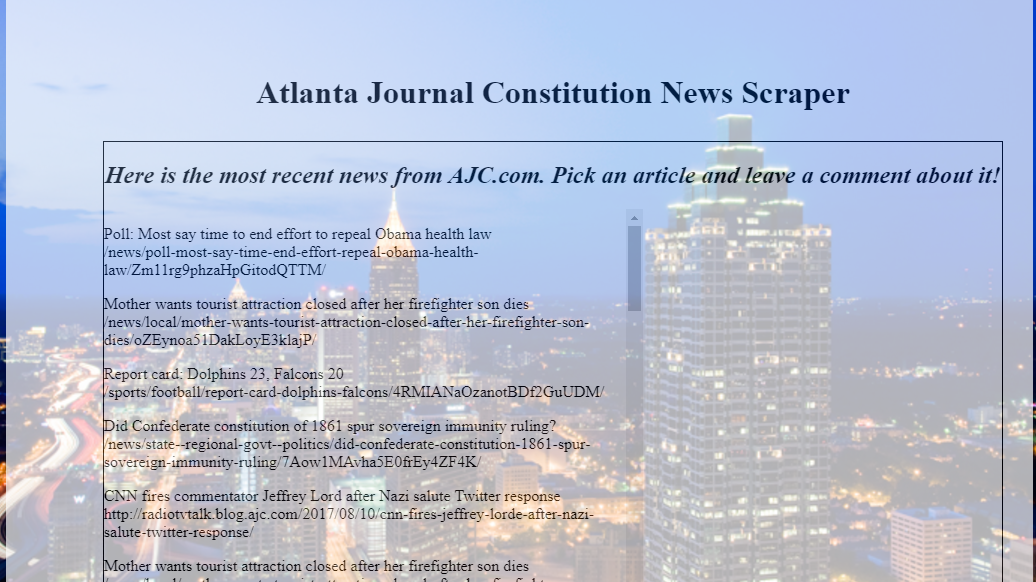 Atlanta Journal Constitution News Scraper
Here is the most recent news from AJC.com. Pick an article and leave a comment about it!
Poll: Most say time to end effort to repeal Obama health law
/news/poll-most-say-time-end-effort-repeal-obama-health-
law/Zm11rg9phzaHpGitodQTTM/
Mother wants tourist attraction closed after her firefighter son dies
/news/local/mother-wants-tourist-attraction-closed-after-her-firefighter-son-
dies/oZEynoa51DakLoyE3klajP/
Report card: Dolphins 23, Falcons 20
/sports/football/report-card-dolphins-falcons/4RMIANaOzanotBDf2GuUDM/
Did Confederate constitution of 1861 spur sovereign immunity ruling?
/news/state--regional-govt--politics/did-confederate-constitution-1861-spur-
sovereign-immunity-ruling/7Aow1MAvha5E0frEy4ZF4K/
CNN fires commentator Jeffrey Lord after Nazi salute Twitter response
http://radiotvtalk.blog.ajc.com/2017/08/10/cnn-fires-jeffrey-lorde-after-nazi-
salute-twitter-response/
Mother wants tourist attraction closed after her firefighter son dies